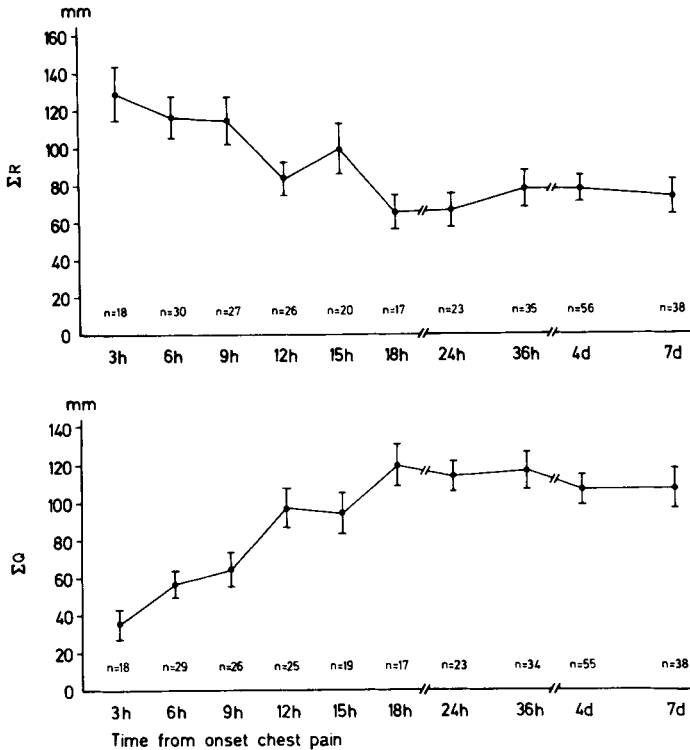 mm
160
140
120
100
80
60
40
20
0
ΣR
n=18 n=30 n=27 n=26 n=20 n=17 n=23 n=35 n=56 n=38
3h 6h 9h 12h 15h 18h 24h 36h 4d 7d
mm
140
120
100
80
60
40
20
0
ΣQ
n=18 n=29 n=26 n=25 n=19 n=17 n=23 n=34 n=55 n=38
3h 6h 9h 12h 15h 18h 24h 36h 4d 7d
Time from onset chest pain